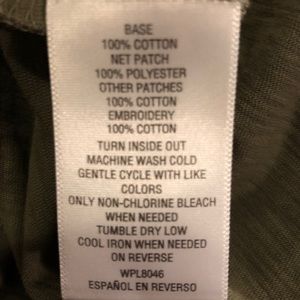 BASE
100% COTTON
NET PATCH
100% POLYESTER
OTHER PATCHES
100% COTTON
EMBROIDERY
100% COTTON
TURN INSIDE OUT
MACHINE WASH COLD
GENTLE CYCLE WITH LIKE
COLORS
ONLY NON-CHLORINE BLEACH
WHEN NEEDED
TUMBLE DRY LOW
COOL IRON WHEN NEEDED
ON REVERSE
WPL8046
ESPAÑOL EN REVERSO